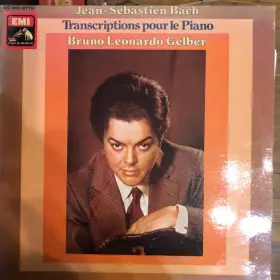 EMI
Jean-Sébastien Bach
Transcriptions pour le Piano
Bruno Leonardo Gelber